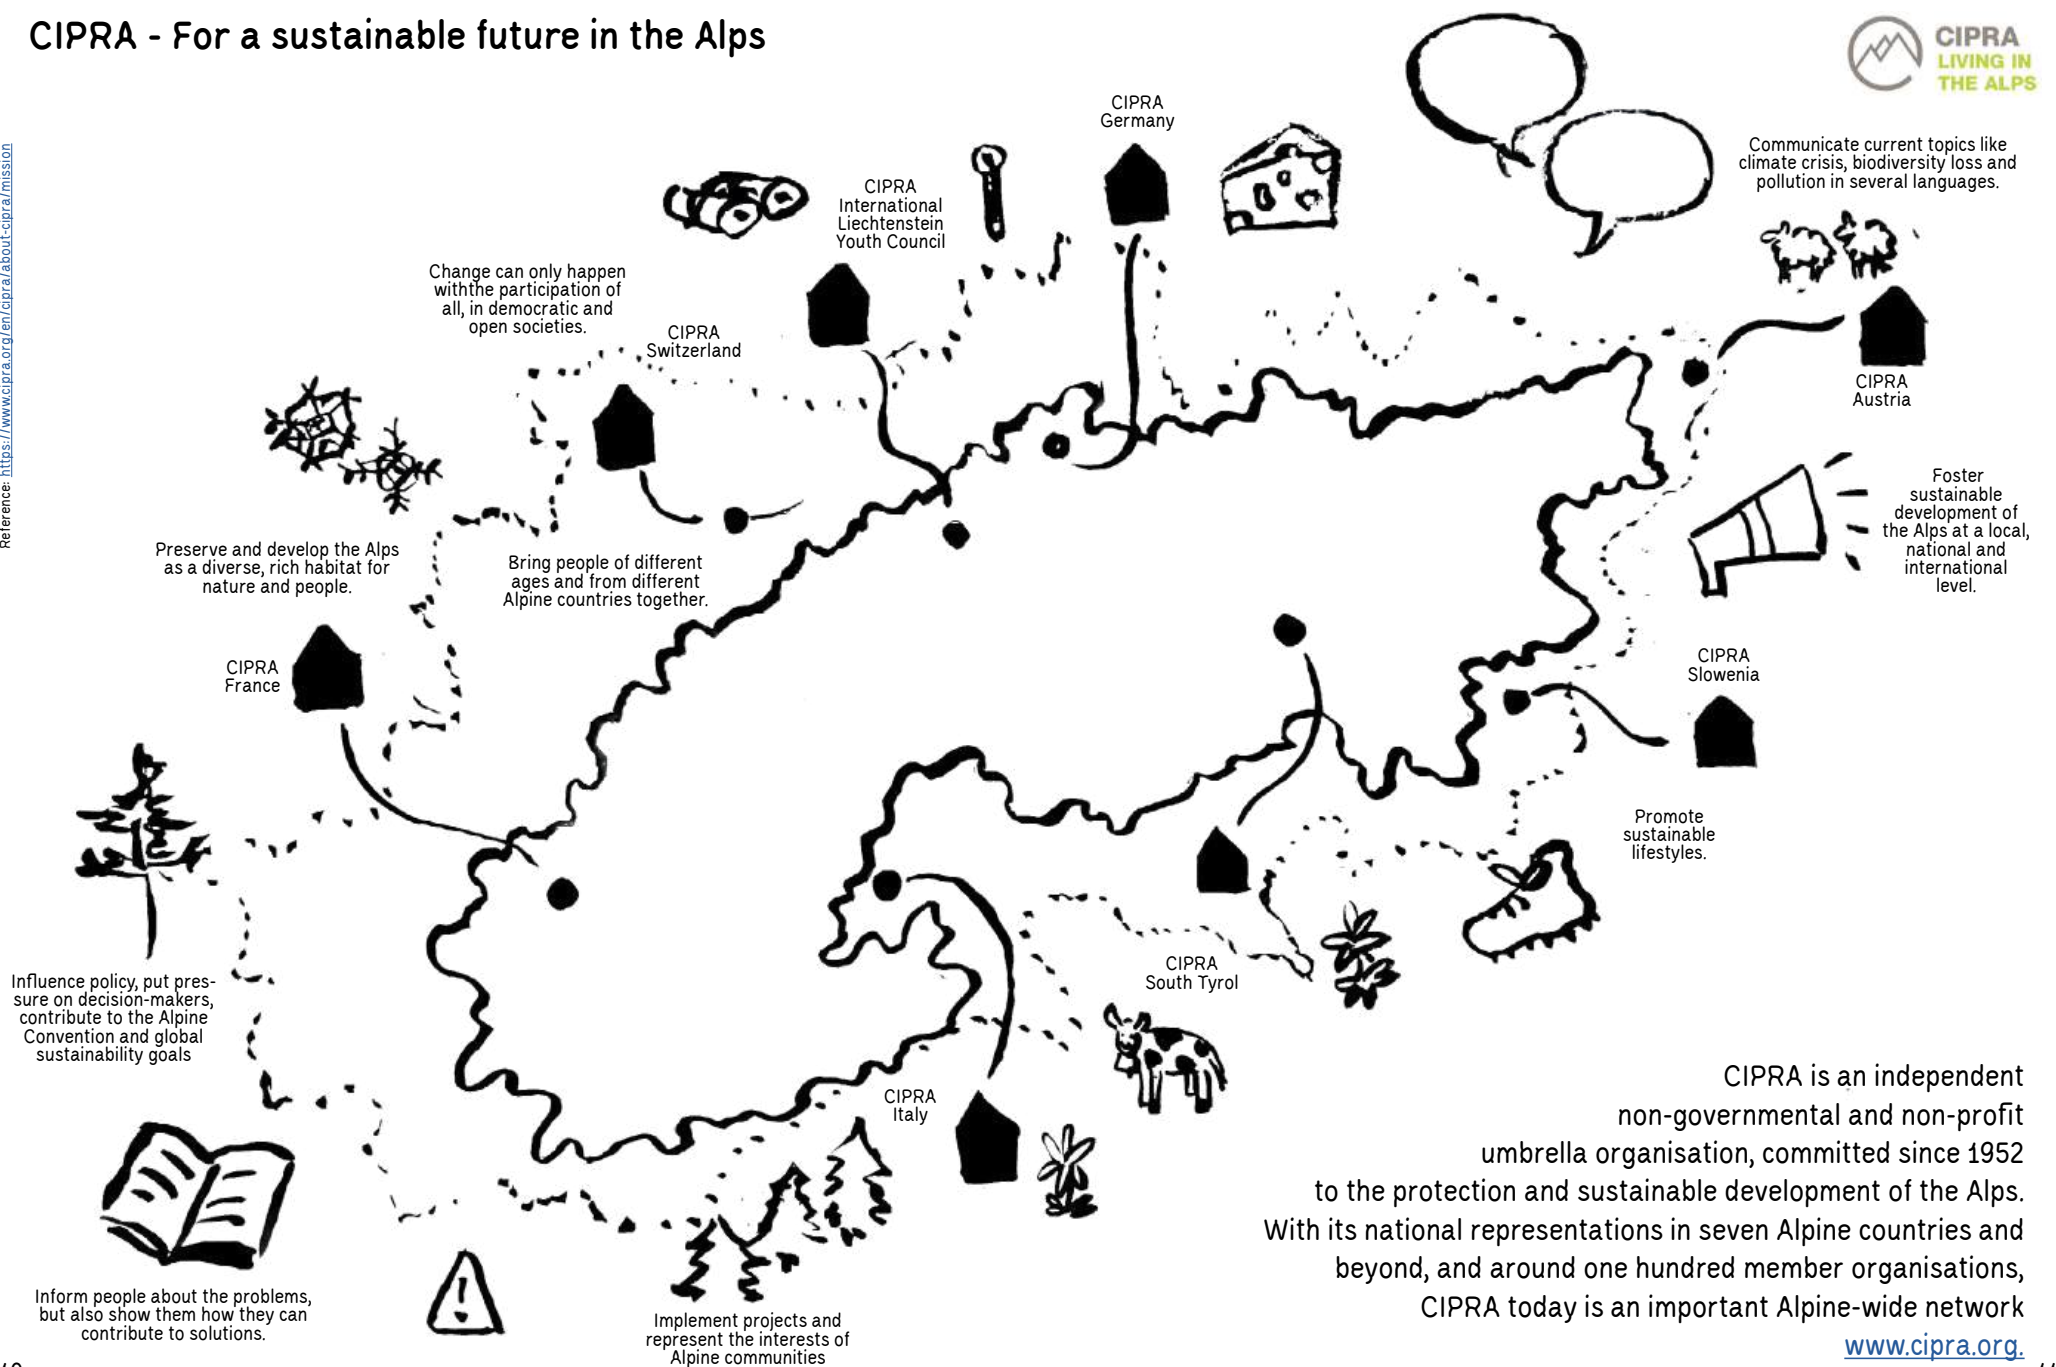 CIPRA - For a sustainable future in the Alps
CIPRA
LIVING IN
THE ALPS
Reference: https://www.cipra.org/en/cipra/about-cipra/mission
CIPRA
Germany
Communicate current topics like
climate crisis, biodiversity loss and
pollution in several languages.
CIPRA
International
Liechtenstein
Youth Council
Change can only happen
withthe participation of
all, in democratic and
open societies.
CIPRA
Switzerland
CIPRA
Austria
Foster
sustainable
development of
the Alps at a local,
national and
international
level.
Preserve and develop the Alps
as a diverse, rich habitat for
nature and people.
Bring people of different
ages and from different
Alpine countries together.
CIPRA
France
CIPRA
Slowenia
Promote
sustainable
lifestyles.
CIPRA
South Tyrol
Influence policy, put pres-
sure on decision-makers,
contribute to the Alpine
Convention and global
sustainability goals
CIPRA
Italy
Inform people about the problems,
but also show them how they can
contribute to solutions.
!
Implement projects and
represent the interests of
Alpine communities
CIPRA is an independent
non-governmental and non-profit
umbrella organisation, committed since 1952
to the protection and sustainable development of the Alps.
With its national representations in seven Alpine countries and
beyond, and around one hundred member organisations,
CIPRA today is an important Alpine-wide network
www.cipra.org.